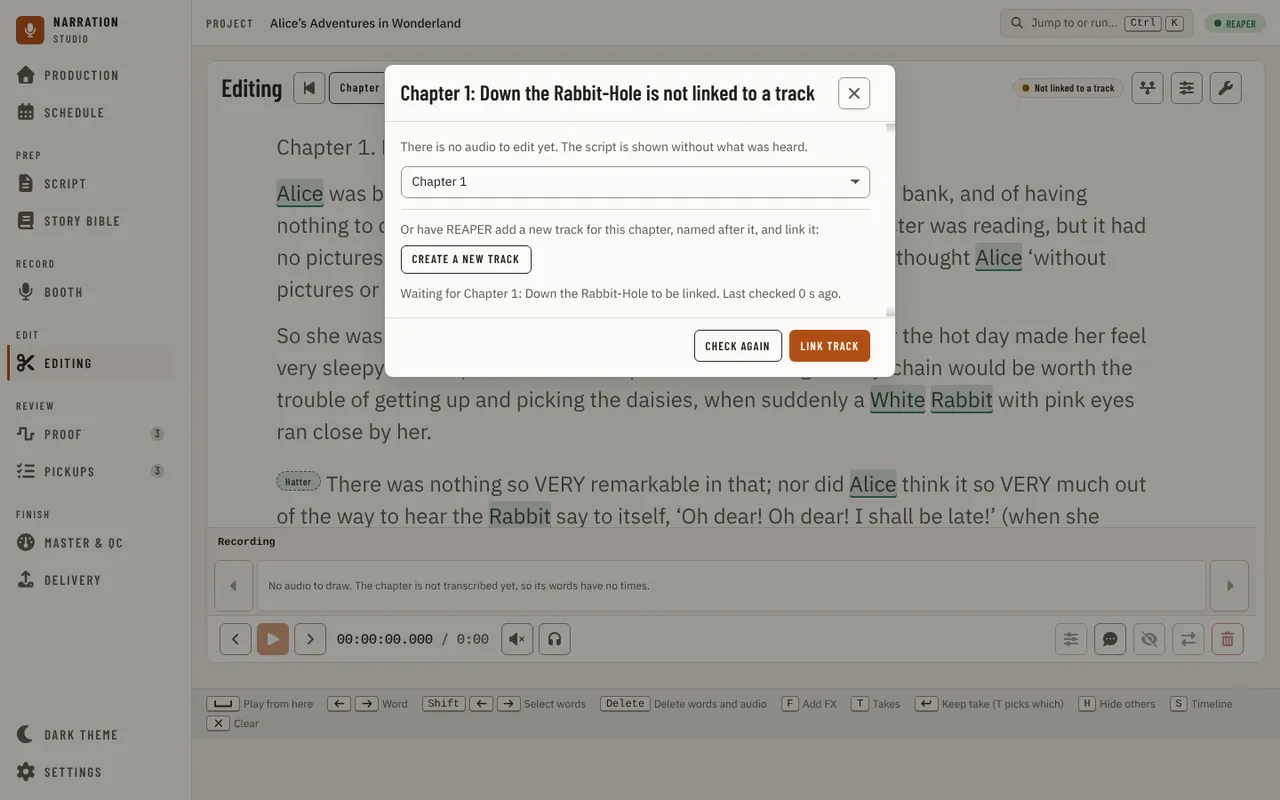 NARRATION
STUDIO
PRODUCTION
SCHEDULE
PREP
SCRIPT
STORY BIBLE
RECORD
BOOTH
EDIT
EDITING
REVIEW
PROOF 3
PICKUPS 3
FINISH
MASTER & QC
DELIVERY
DARK THEME
SETTINGS
PROJECT Alice’s Adventures in Wonderland
Jump to or run... Ctrl K
REAPER
Editing
Chapter
Not linked to a track
Chapter 1: Down the Rabbit-Hole is not linked to a track
There is no audio to edit yet. The script is shown without what was heard.
Chapter 1
Or have REAPER add a new track for this chapter, named after it, and link it:
CREATE A NEW TRACK
Waiting for Chapter 1: Down the Rabbit-Hole to be linked. Last checked 0 s ago.
CHECK AGAIN
LINK TRACK
Chapter 1.
Alice was b bank, and of having
nothing to ter was reading, but it had
no pictures thought Alice ‘without
pictures or
So she was the hot day made her feel
very sleepy chain would be worth the
trouble of getting up and picking the daisies, when suddenly a White Rabbit with pink eyes
ran close by her.
Hatter There was nothing so VERY remarkable in that; nor did Alice think it so VERY much out
of the way to hear the Rabbit say to itself, ‘Oh dear! Oh dear! I shall be late!’ (when she
Recording
No audio to draw. The chapter is not transcribed yet, so its words have no times.
00:00:00.000 / 0:00
Play from here
Word
Shift Select words
Delete Delete words and audio
F Add FX
T Takes
Keep take (T picks which)
H Hide others
S Timeline
Clear